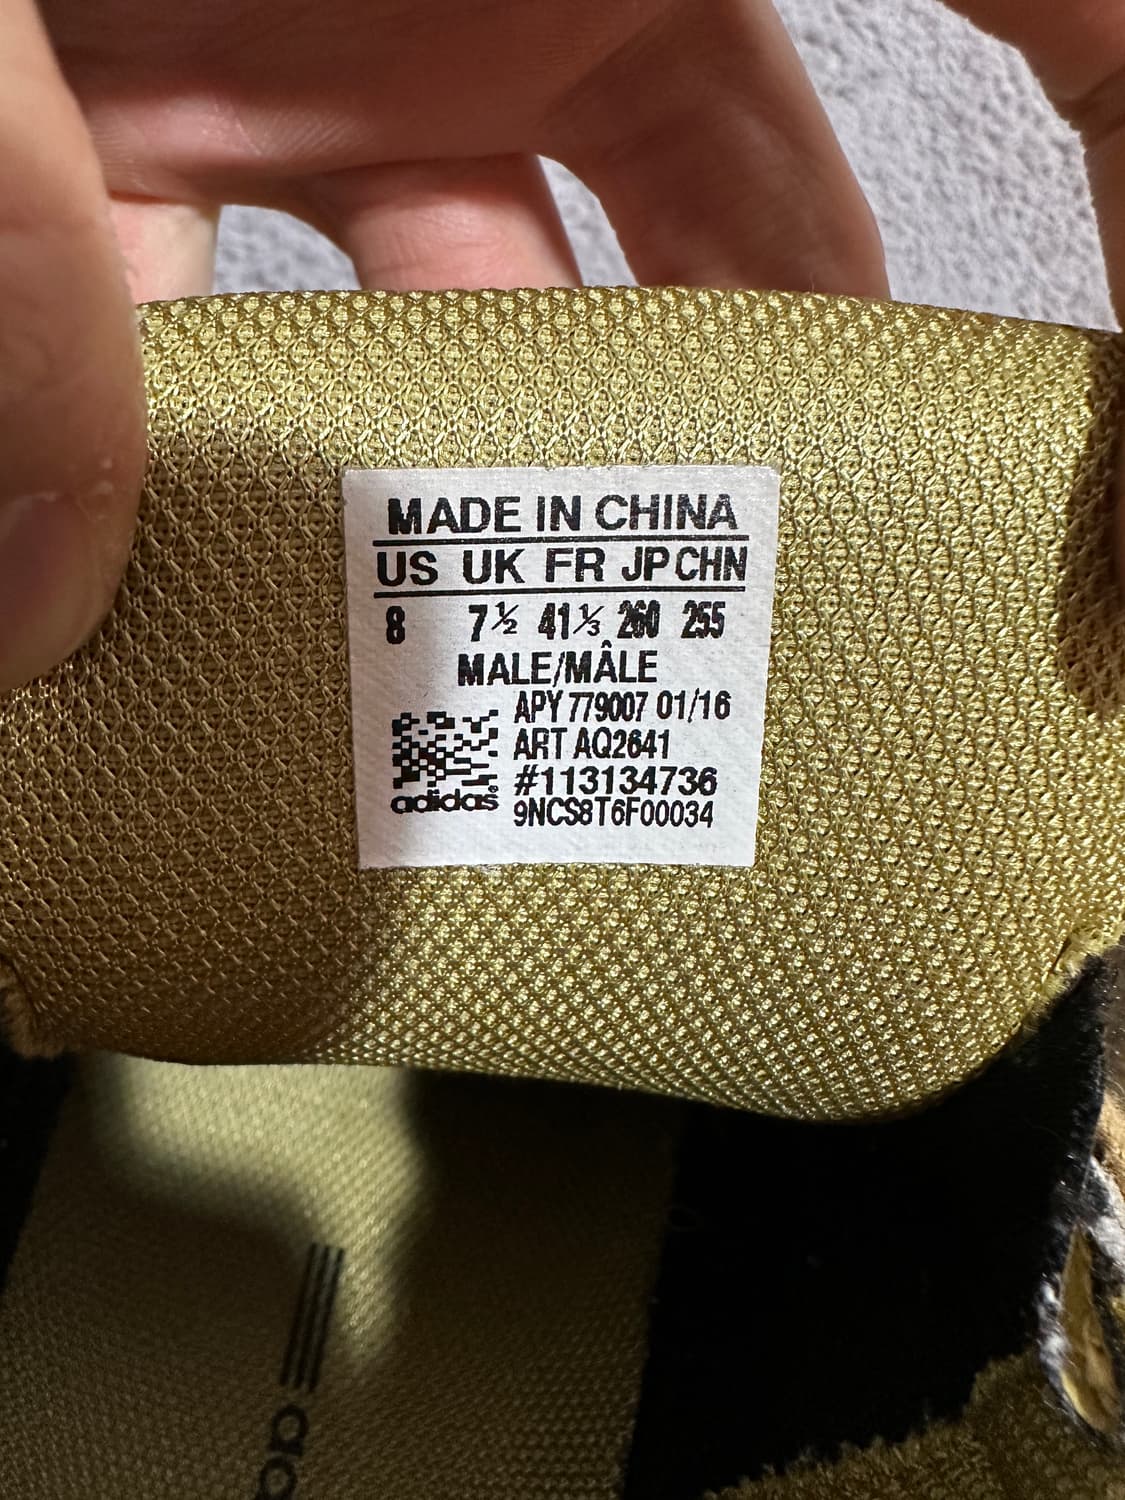 MADE IN CHINA
US UK FR JP CHN
8 7½ 41⅓ 260 255
MALE/MÂLE
APY 779007 01/16
ART AQ2641
#113134736
9NCS8T6F00034
adidas®